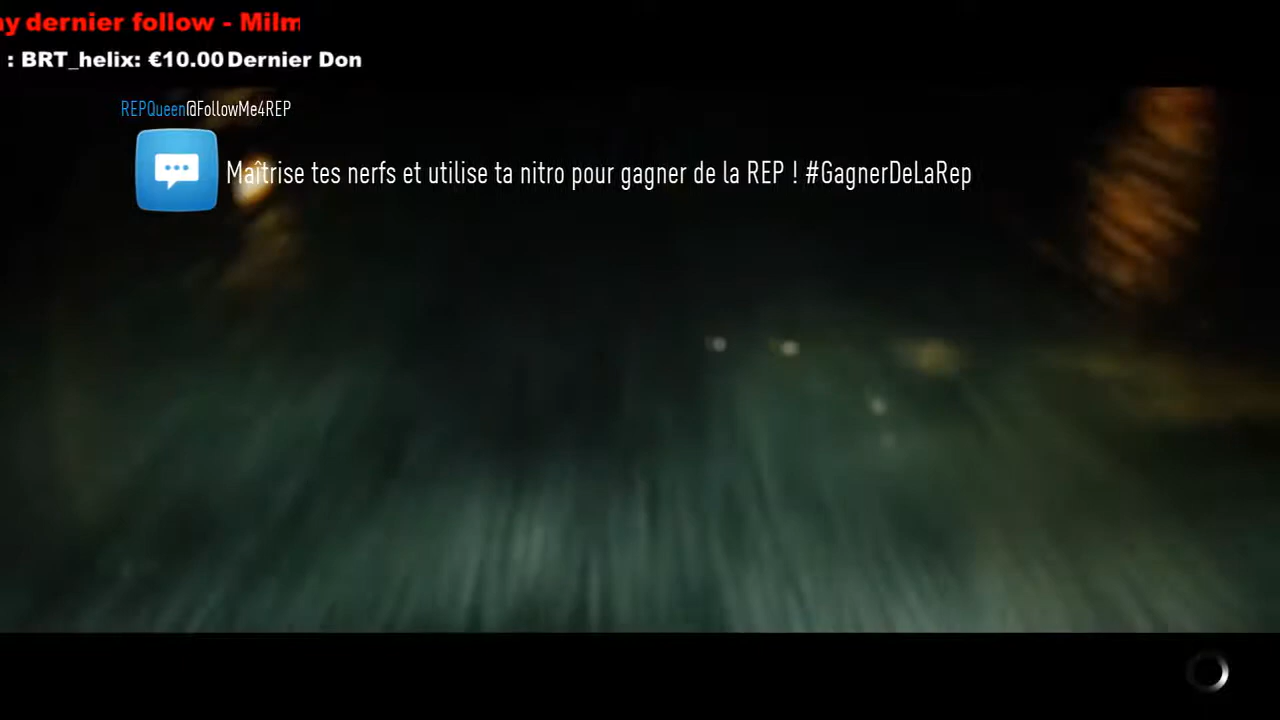 ny dernier follow - Milm
: BRT_helix: €10.00 Dernier Don
REPQueen@FollowMe4REP
Maîtrise tes nerfs et utilise ta nitro pour gagner de la REP ! #GagnerDeLaRep